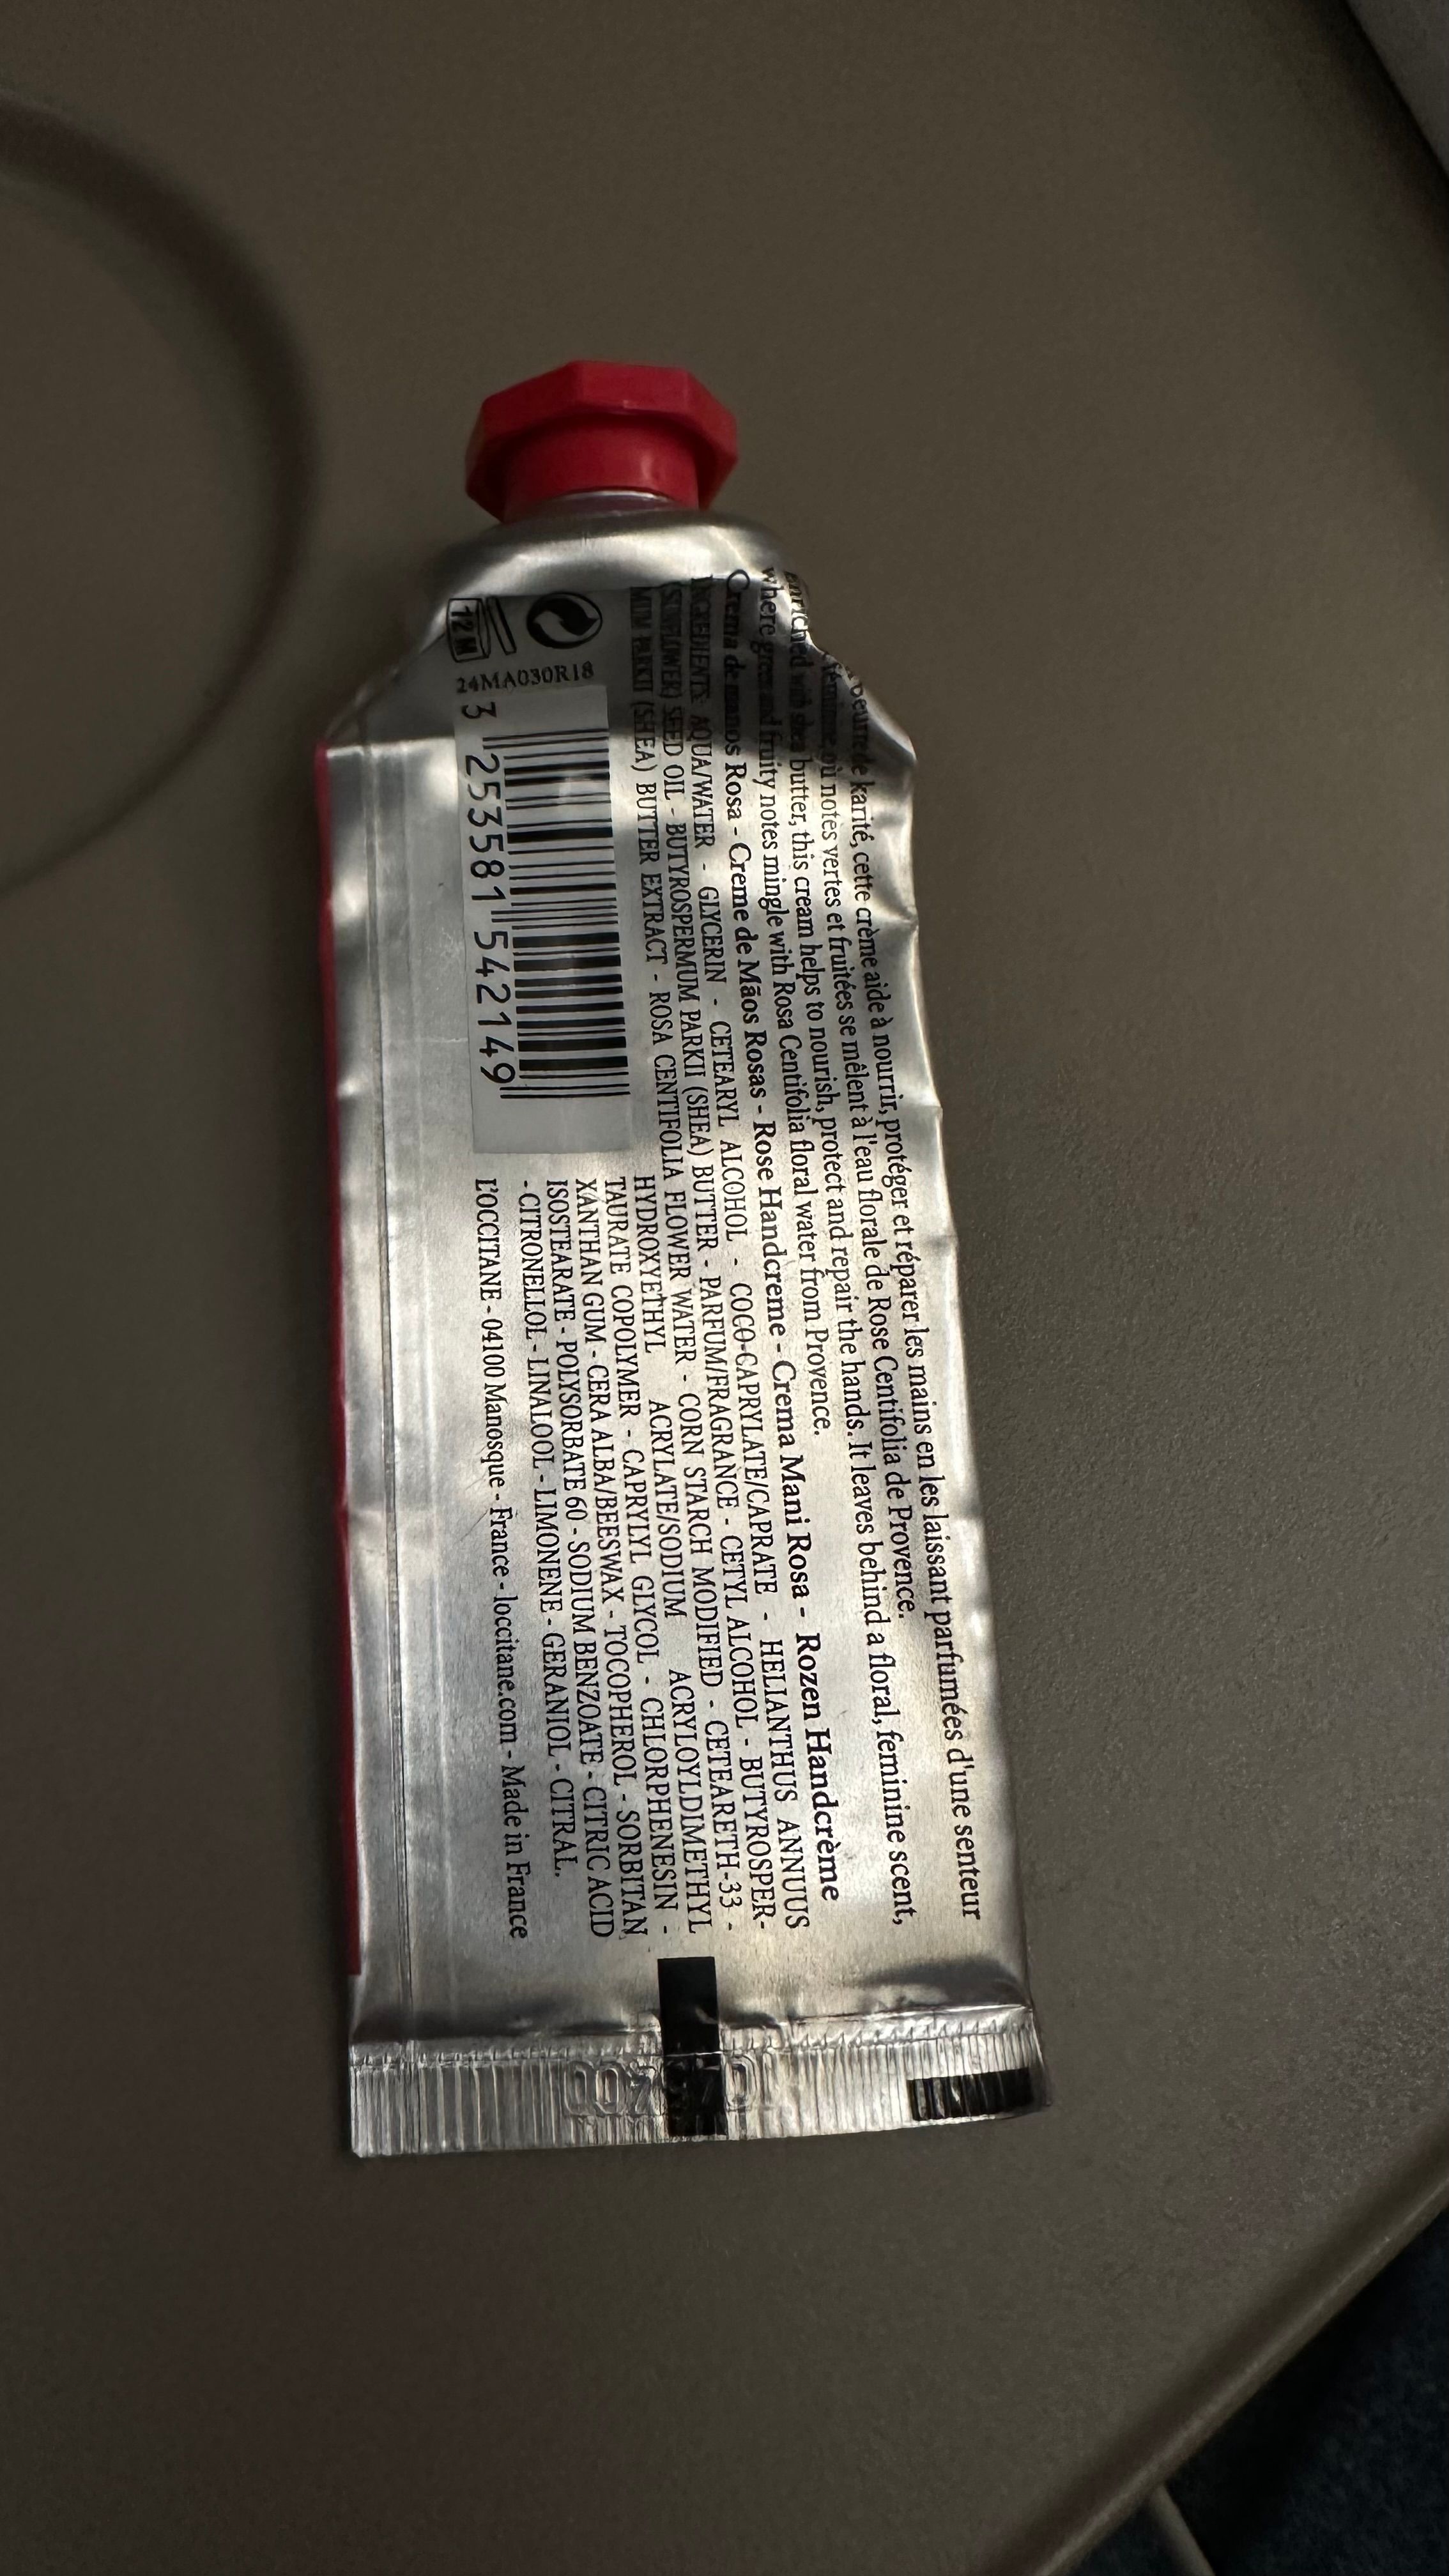 beurre de karité, cette crème aide à nourrir, protéger et réparer les mains en les laissant parfumées d'une senteur
féminine où notes vertes et fruitées se mêlent à l'eau florale de Rose Centifolia de Provence.
enriched with shea butter, this cream helps to nourish, protect and repair the hands. It leaves behind a floral, feminine scent,
where green and fruity notes mingle with Rosa Centifolia floral water from Provence.
Crema de manos Rosa - Creme de Mãos Rosas - Rose Handcreme - Crema Mani Rosa - Rozen Handcrème
INGREDIENTS: AQUA/WATER - GLYCERIN - CETEARYL ALCOHOL - COCO-CAPRYLATE/CAPRATE - HELIANTHUS ANNUUS
(SUNFLOWER) SEED OIL - BUTYROSPERMUM PARKII (SHEA) BUTTER - PARFUM/FRAGRANCE - CETYL ALCOHOL - BUTYROSPER-
MUM PARKII (SHEA) BUTTER EXTRACT - ROSA CENTIFOLIA FLOWER WATER - CORN STARCH MODIFIED - CETEARETH-33 -
HYDROXYETHYL ACRYLATE/SODIUM ACRYLOYLDIMETHYL
TAURATE COPOLYMER - CAPRYLYL GLYCOL - CHLORPHENESIN -
XANTHAN GUM - CERA ALBA/BEESWAX - TOCOPHEROL - SORBITAN
ISOSTEARATE - POLYSORBATE 60 - SODIUM BENZOATE - CITRIC ACID
- CITRONELLOL - LINALOOL - LIMONENE - GERANIOL - CITRAL.
L'OCCITANE - 04100 Manosque - France - loccitane.com - Made in France
12 M
24MA030R18
3 253581 542149